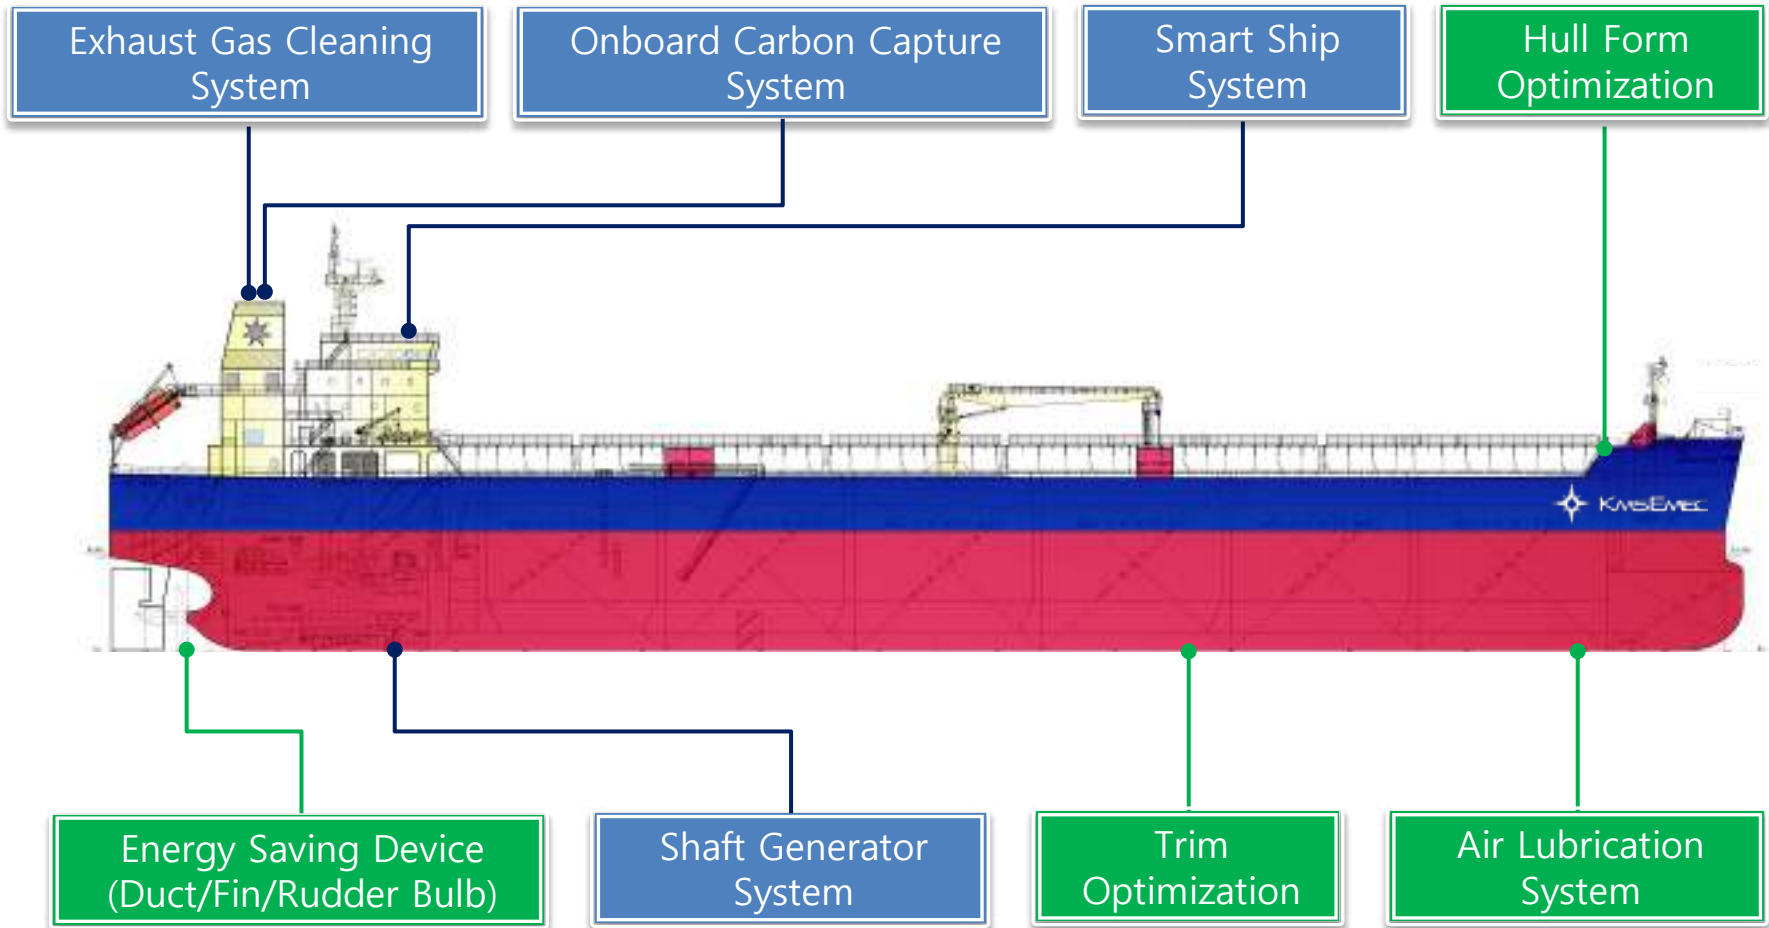 Exhaust Gas Cleaning
System
Onboard Carbon Capture
System
Smart Ship
System
Hull Form
Optimization
KMSEMEC
Energy Saving Device
(Duct/Fin/Rudder Bulb)
Shaft Generator
System
Trim
Optimization
Air Lubrication
System